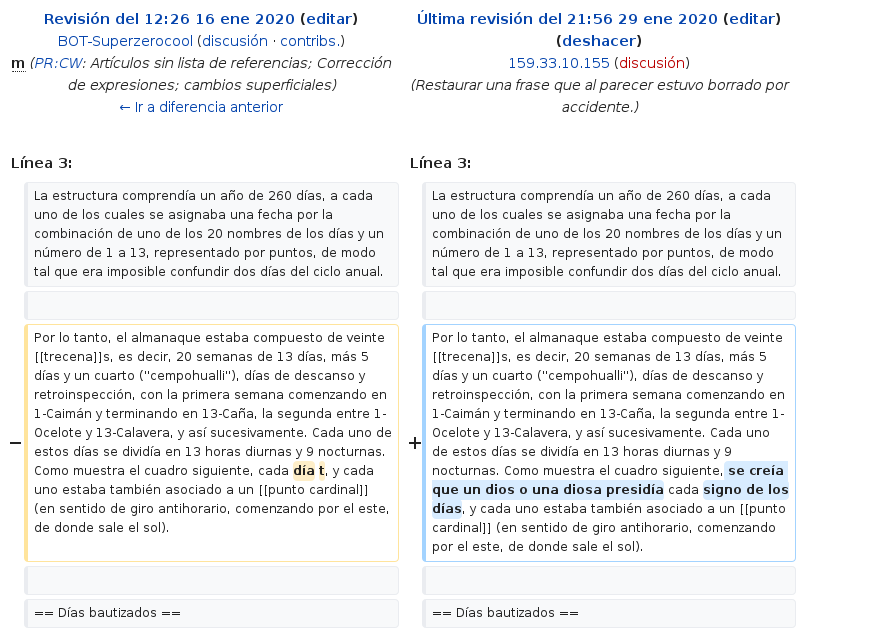 Revisión del 12:26 16 ene 2020 (editar)
BOT-Superzerocool (discusión · contribs.)
m (PR:CW: Artículos sin lista de referencias; Corrección
de expresiones; cambios superficiales)
← Ir a diferencia anterior
Última revisión del 21:56 29 ene 2020 (editar)
(deshacer)
159.33.10.155 (discusión)
(Restaurar una frase que al parecer estuvo borrado por
accidente.)
Línea 3:
La estructura comprendía un año de 260 días, a cada
uno de los cuales se asignaba una fecha por la
combinación de uno de los 20 nombres de los días y un
número de 1 a 13, representado por puntos, de modo
tal que era imposible confundir dos días del ciclo anual.
−
Por lo tanto, el almanaque estaba compuesto de veinte
[[trecena]]s, es decir, 20 semanas de 13 días, más 5
días y un cuarto (''cempohualli''), días de descanso y
retroinspección, con la primera semana comenzando en
1-Caimán y terminando en 13-Caña, la segunda entre 1-
Ocelote y 13-Calavera, y así sucesivamente. Cada uno de
estos días se dividía en 13 horas diurnas y 9 nocturnas.
Como muestra el cuadro siguiente, cada día t, y cada
uno estaba también asociado a un [[punto cardinal]]
(en sentido de giro antihorario, comenzando por el este,
de donde sale el sol).
== Días bautizados ==
Línea 3:
La estructura comprendía un año de 260 días, a cada
uno de los cuales se asignaba una fecha por la
combinación de uno de los 20 nombres de los días y un
número de 1 a 13, representado por puntos, de modo
tal que era imposible confundir dos días del ciclo anual.
+
Por lo tanto, el almanaque estaba compuesto de veinte
[[trecena]]s, es decir, 20 semanas de 13 días, más 5
días y un cuarto (''cempohualli''), días de descanso y
retroinspección, con la primera semana comenzando en
1-Caimán y terminando en 13-Caña, la segunda entre 1-
Ocelote y 13-Calavera, y así sucesivamente. Cada uno
de estos días se dividía en 13 horas diurnas y 9
nocturnas. Como muestra el cuadro siguiente, se creía
que un dios o una diosa presidía cada signo de los
días, y cada uno estaba también asociado a un [[punto
cardinal]] (en sentido de giro antihorario, comenzando
por el este, de donde sale el sol).
== Días bautizados ==